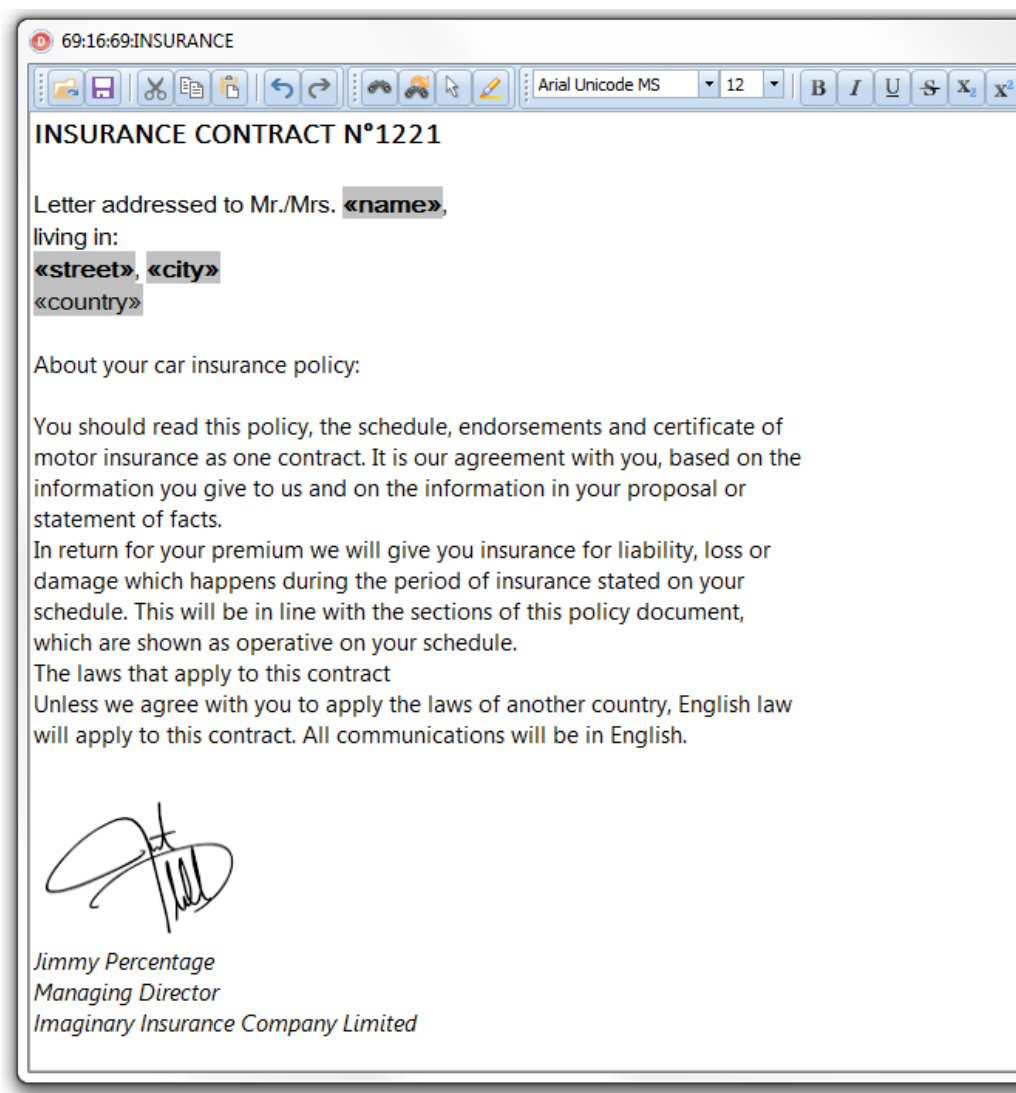 69:16:69:INSURANCE
Arial Unicode MS 12 B I U S X₂ X²
INSURANCE CONTRACT N°1221
Letter addressed to Mr./Mrs. «name»,
living in:
«street», «city»
«country»
About your car insurance policy:
You should read this policy, the schedule, endorsements and certificate of
motor insurance as one contract. It is our agreement with you, based on the
information you give to us and on the information in your proposal or
statement of facts.
In return for your premium we will give you insurance for liability, loss or
damage which happens during the period of insurance stated on your
schedule. This will be in line with the sections of this policy document,
which are shown as operative on your schedule.
The laws that apply to this contract
Unless we agree with you to apply the laws of another country, English law
will apply to this contract. All communications will be in English.
Jimmy Percentage
Managing Director
Imaginary Insurance Company Limited